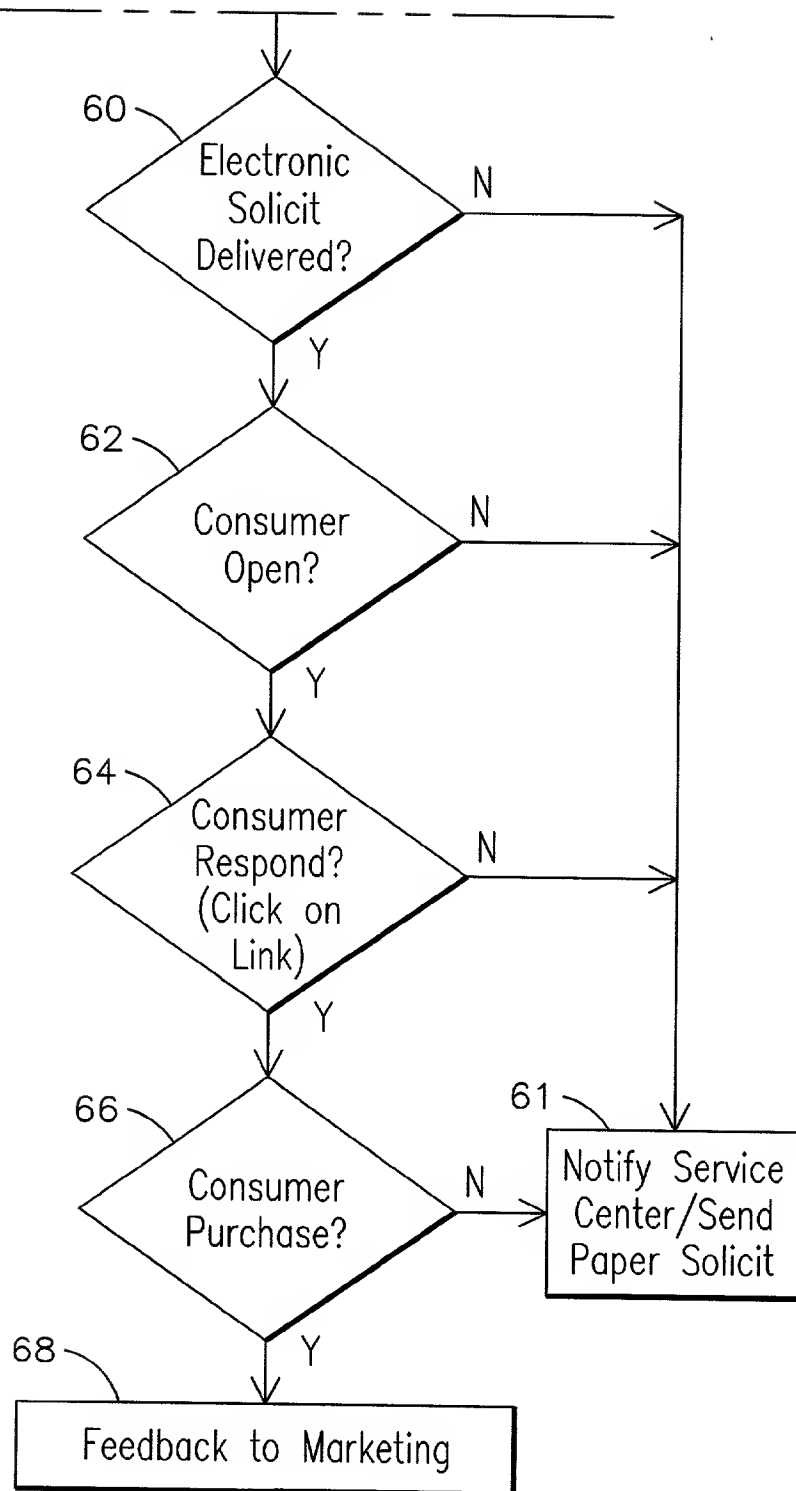 60
Electronic
Solicit
Delivered?
N
Y
62
Consumer
Open?
N
Y
64
Consumer
Respond?
(Click on
Link)
N
Y
66
Consumer
Purchase?
N
Y
61
Notify Service
Center/Send
Paper Solicit
68
Feedback to Marketing